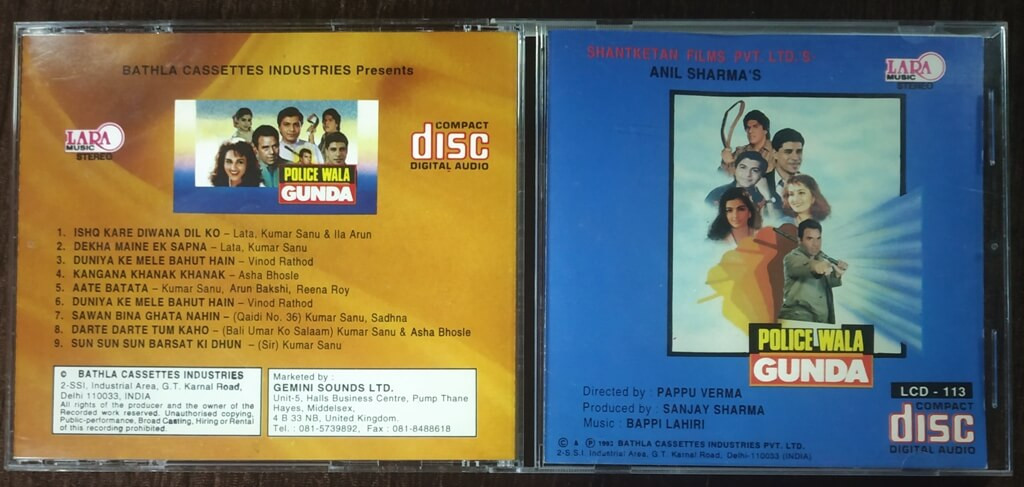 BATHLA CASSETTES INDUSTRIES Presents
LARA
MUSIC
STEREO
COMPACT
disc
DIGITAL AUDIO
POLICE WALA
GUNDA
1. ISHQ KARE DIWANA DIL KO – Lata, Kumar Sanu & Ila Arun
2. DEKHA MAINE EK SAPNA – Lata, Kumar Sanu
3. DUNIYA KE MELE BAHUT HAIN – Vinod Rathod
4. KANGANA KHANAK KHANAK – Asha Bhosle
5. AATE BATATA – Kumar Sanu, Arun Bakshi, Reena Roy
6. DUNIYA KE MELE BAHUT HAIN – Vinod Rathod
7. SAWAN BINA GHATA NAHIN – (Qaidi No. 36) Kumar Sanu, Sadhna
8. DARTE DARTE TUM KAHO – (Bali Umar Ko Salaam) Kumar Sanu & Asha Bhosle
9. SUN SUN SUN BARSAT KI DHUN – (Sir) Kumar Sanu
© BATHLA CASSETTES INDUSTRIES
2-SSI, Industrial Area, G.T. Karnal Road,
Delhi 110033, INDIA
All rights of the producer and the owner of the
Recorded work reserved. Unauthorised copying,
Public-performance, Broad Casting, Hiring or Rental
of this recording prohibited.
Marketed by :
GEMINI SOUNDS LTD.
Unit-5, Halls Business Centre, Pump Thane
Hayes, Middelsex,
4 B 33 NB, United Kingdom.
Tel. : 081-5739892, Fax : 081-8488618
SHANTKETAN FILMS PVT. LTD.'S
ANIL SHARMA'S
LARA
MUSIC
STEREO
POLICE WALA
GUNDA
Directed by : PAPPU VERMA
Produced by : SANJAY SHARMA
Music : BAPPI LAHIRI
LCD - 113
COMPACT
disc
DIGITAL AUDIO
© & ℗ BATHLA CASSETTES INDUSTRIES PVT. LTD.
2-S.S.I. Industrial Area, G.T. Karnal Road, Delhi-110033 (INDIA)